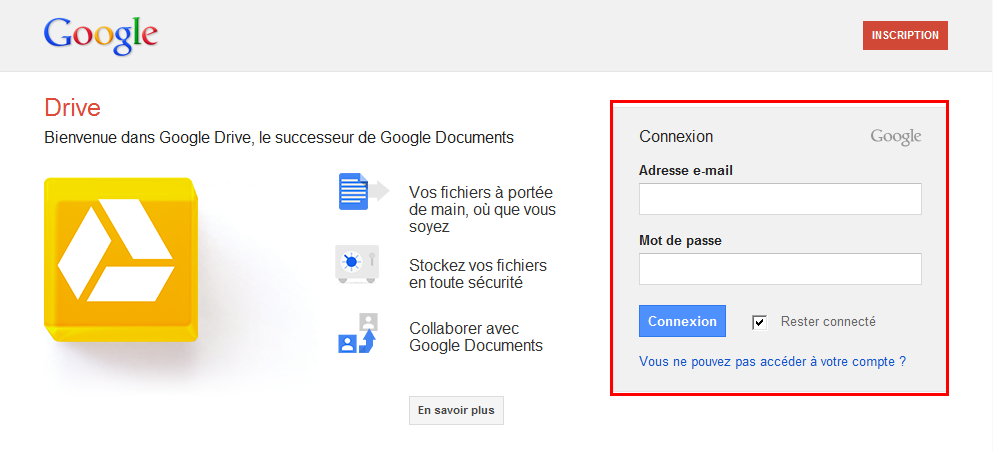 Google
INSCRIPTION
Drive
Bienvenue dans Google Drive, le successeur de Google Documents
Vos fichiers à portée
de main, où que vous
soyez
Stockez vos fichiers
en toute sécurité
Collaborer avec
Google Documents
En savoir plus
Connexion
Google
Adresse e-mail
Mot de passe
Connexion
Rester connecté
Vous ne pouvez pas accéder à votre compte ?